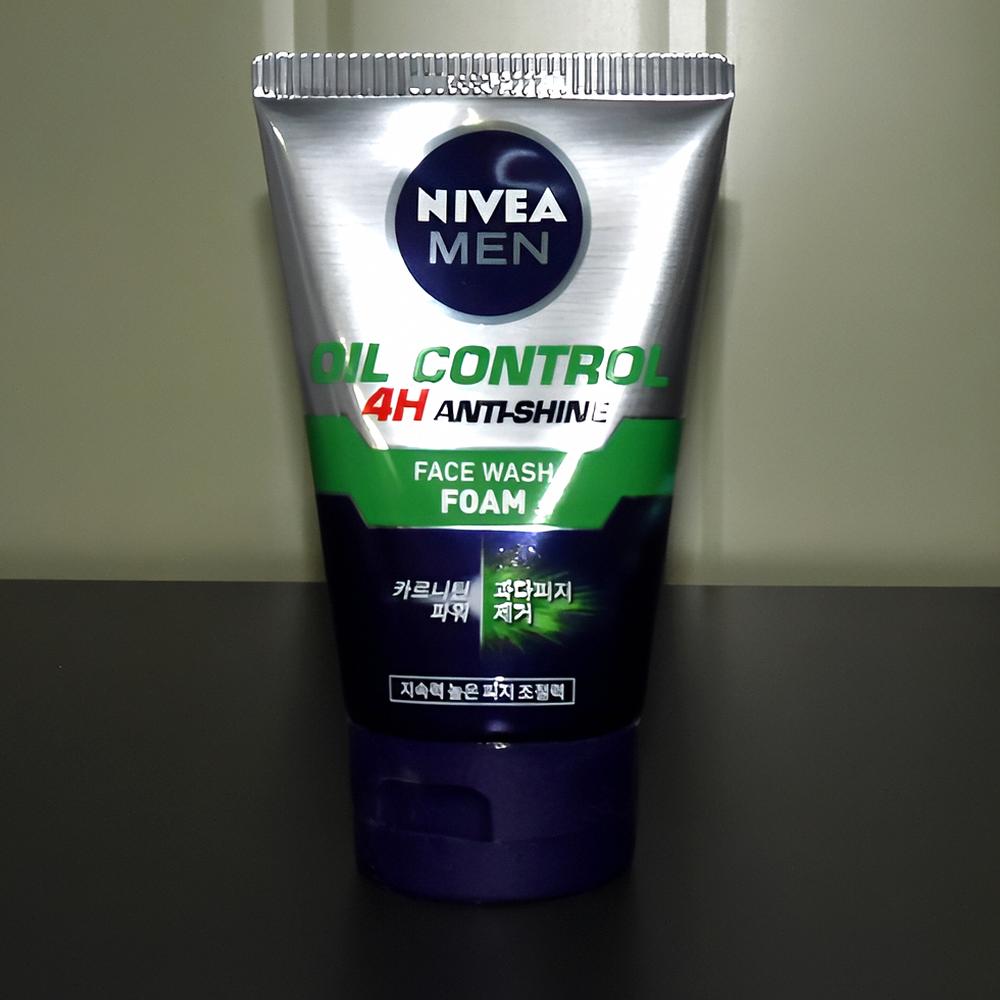 NIVEA
MEN
OIL CONTROL
4H ANTI-SHINE
FACE WASH
FOAM
카르니틴
파워
과다피지
제거
지속력 높은 피지 조절력